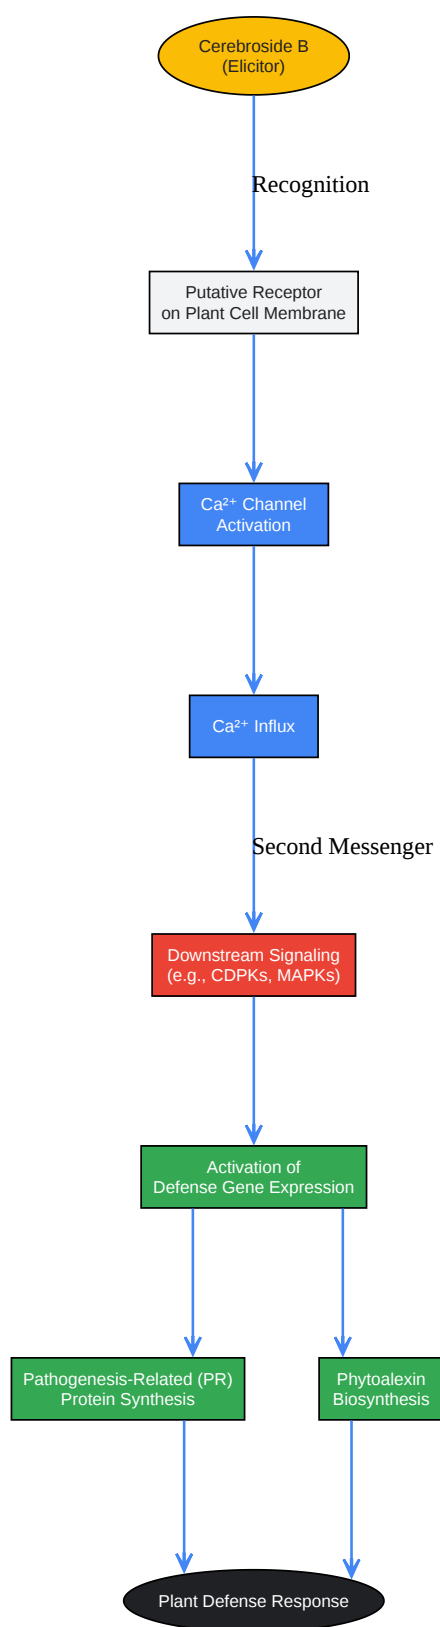 Cerebroside B
(Elicitor)
Recognition
Putative Receptor
on Plant Cell Membrane
Ca²⁺ Channel
Activation
Ca²⁺ Influx
Second Messenger
Downstream Signaling
(e.g., CDPKs, MAPKs)
Activation of
Defense Gene Expression
Pathogenesis-Related (PR)
Protein Synthesis
Phytoalexin
Biosynthesis
Plant Defense Response